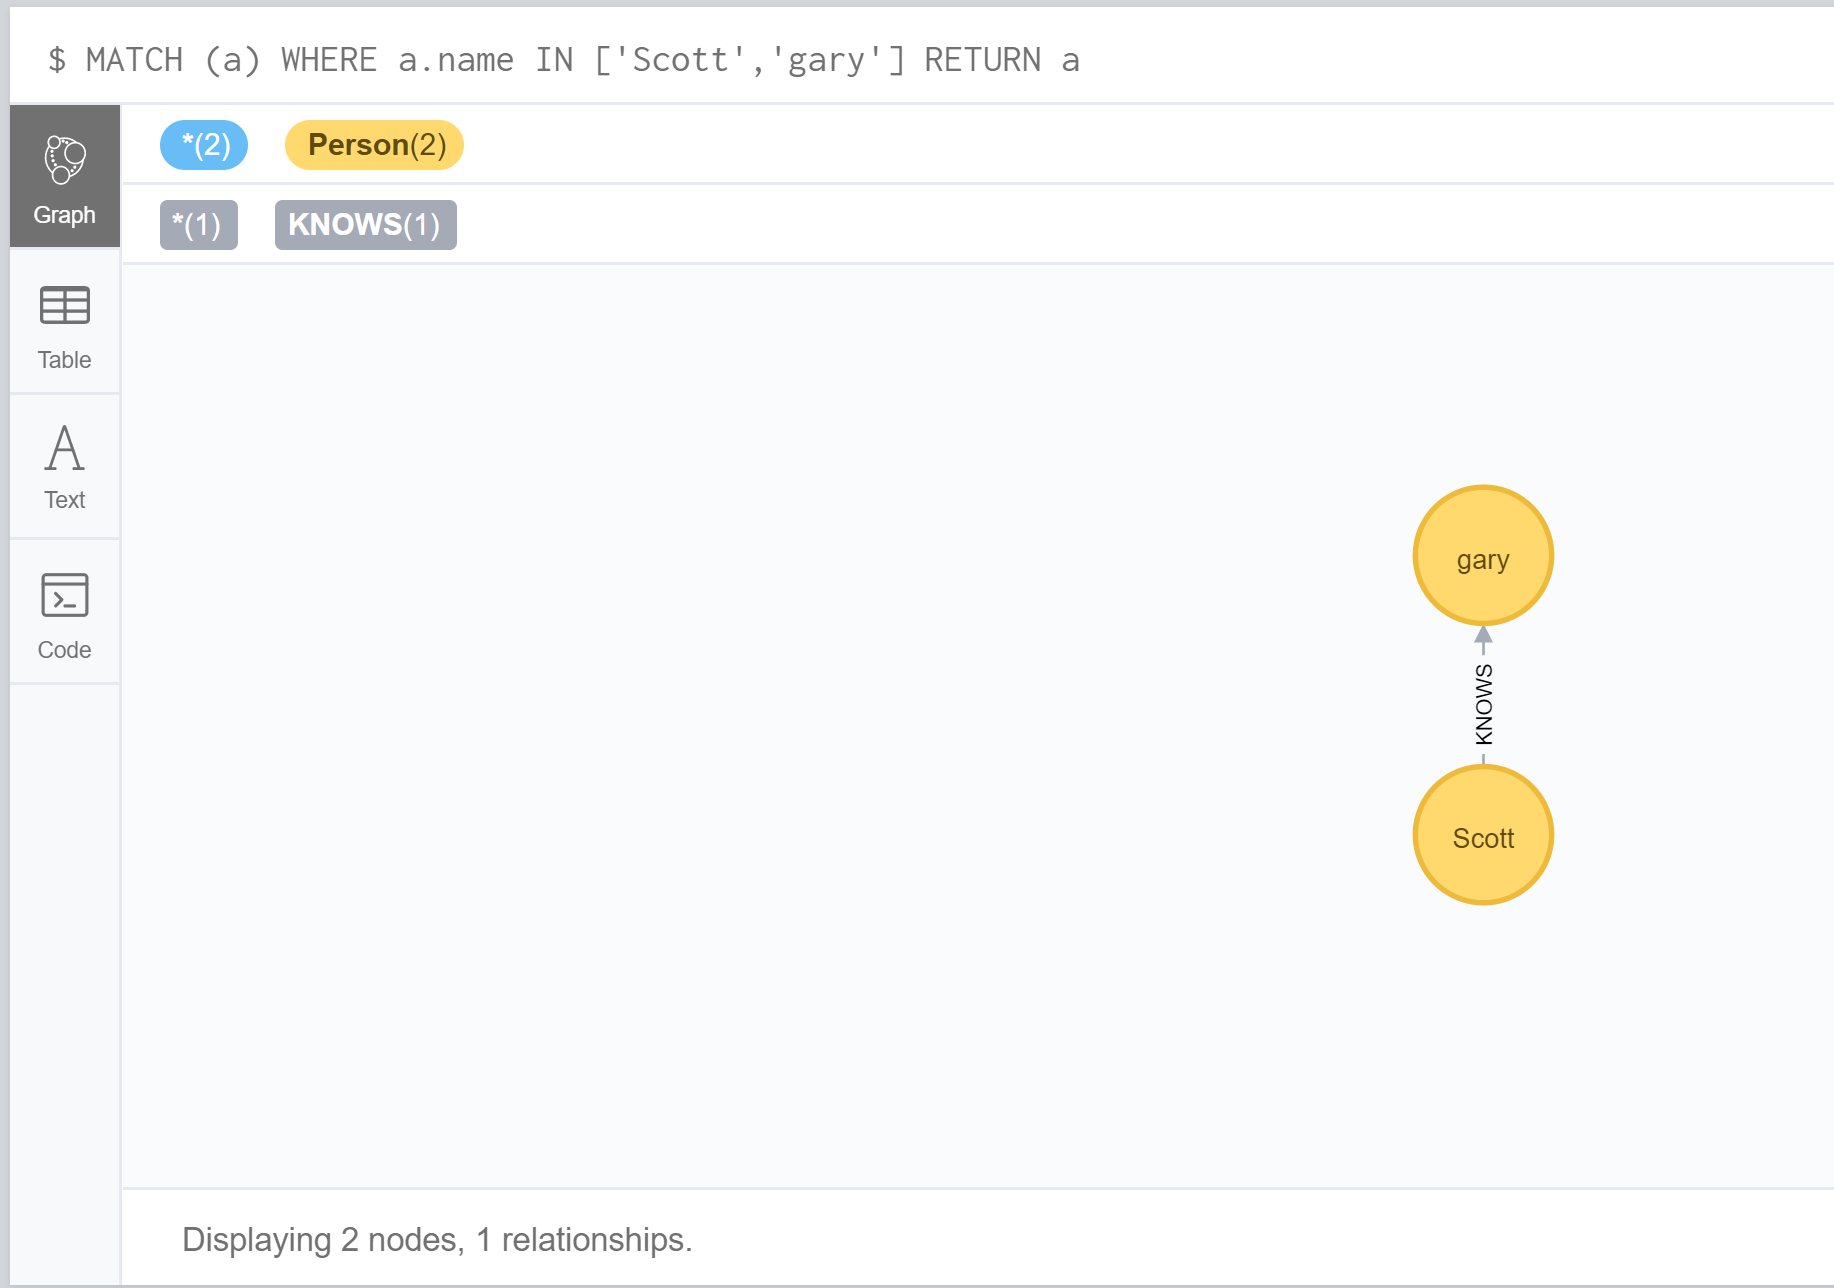 $ MATCH (a) WHERE a.name IN ['Scott','gary'] RETURN a
*(2) Person(2)
*(1) KNOWS(1)
Graph
Table
Text
Code
gary
KNOWS
Scott
Displaying 2 nodes, 1 relationships.